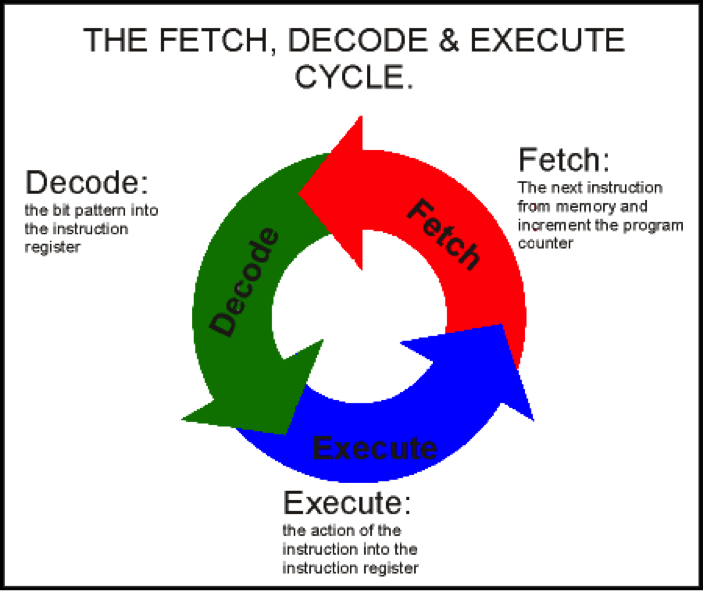 THE FETCH, DECODE & EXECUTE
CYCLE.
Decode:
the bit pattern into
the instruction
register
Fetch:
The next instruction
from memory and
increment the program
counter
Decode
Fetch
Execute
Execute:
the action of the
instruction into the
instruction register